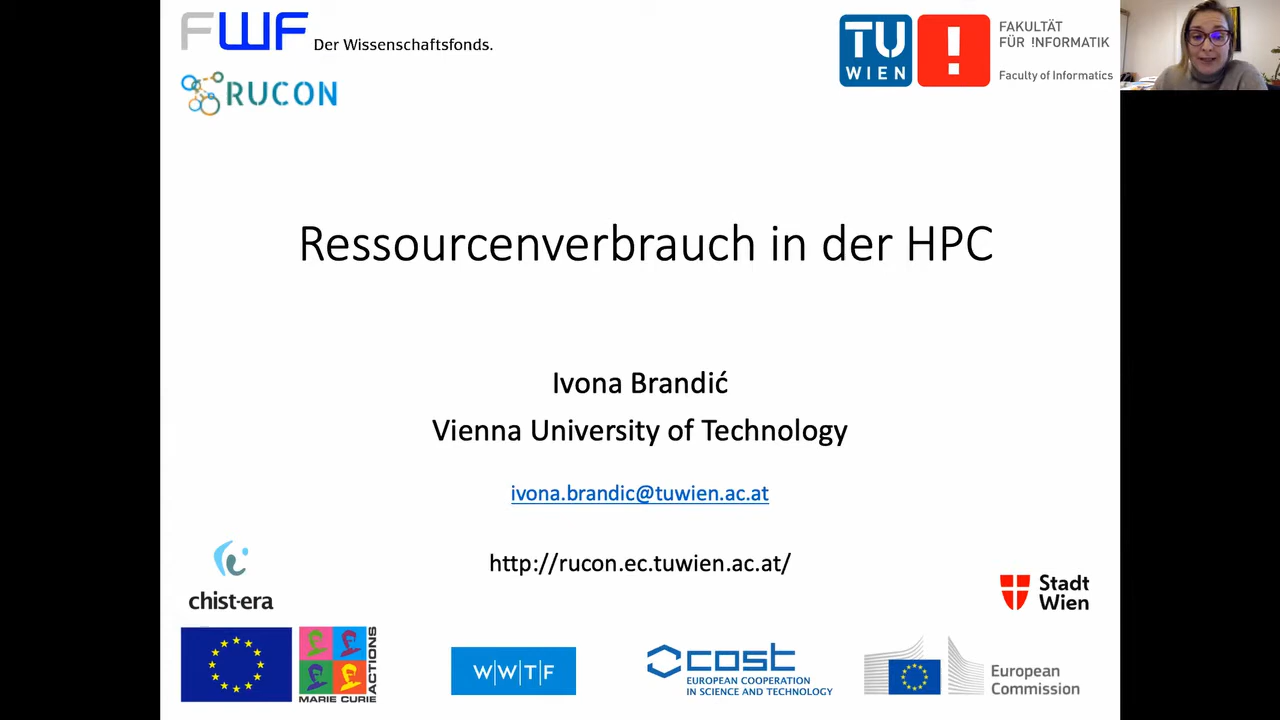 FWF Der Wissenschaftsfonds.
RUCON
TU
WIEN
!
FAKULTÄT
FÜR !NFORMATIK
Faculty of Informatics
Ressourcenverbrauch in der HPC
Ivona Brandić
Vienna University of Technology
ivona.brandic@tuwien.ac.at
http://rucon.ec.tuwien.ac.at/
chist-era
Stadt
Wien
MARIE CURIE
ACTIONS
W|W|T|F
cost
EUROPEAN COOPERATION
IN SCIENCE AND TECHNOLOGY
European
Commission